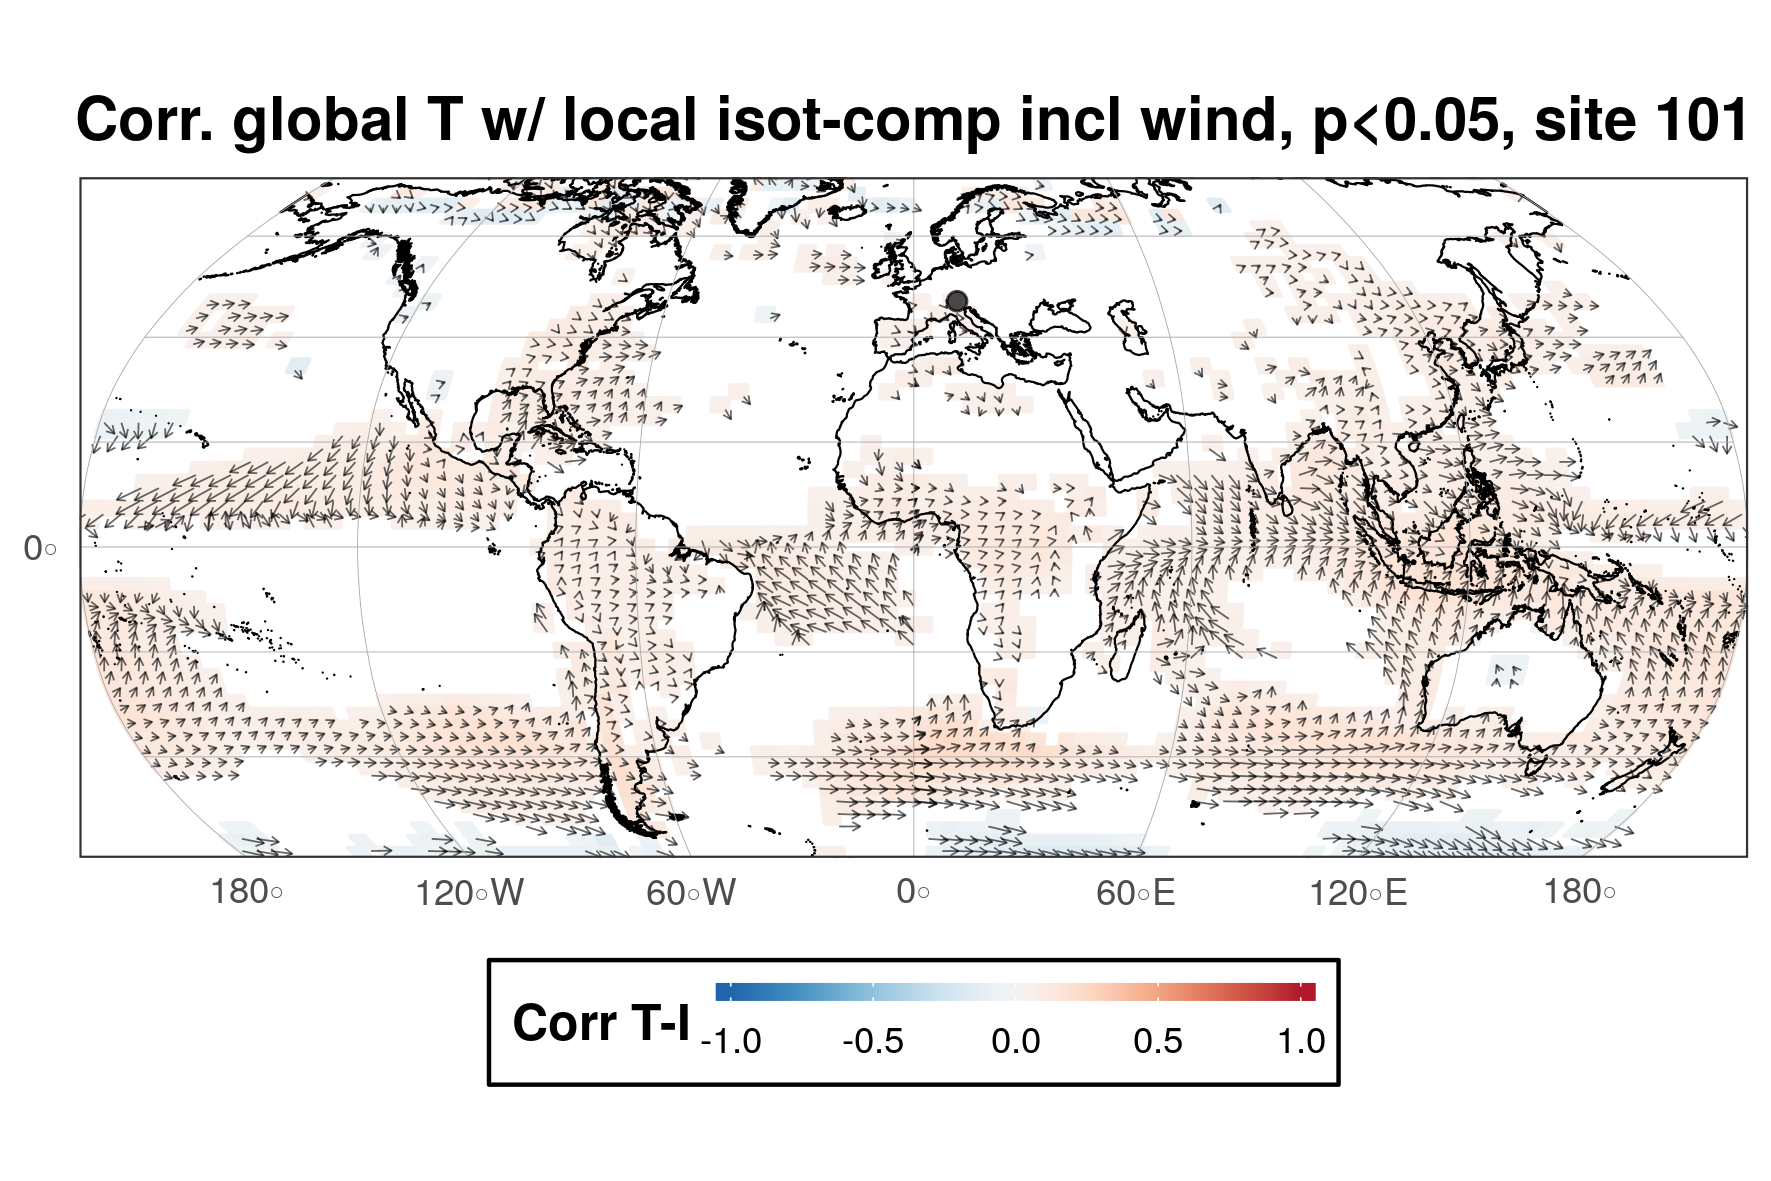 Corr. global T w/ local isot-comp incl wind, p<0.05, site 101
0°
180° 120°W 60°W 0° 60°E 120°E 180°
Corr T-I
-1.0 -0.5 0.0 0.5 1.0